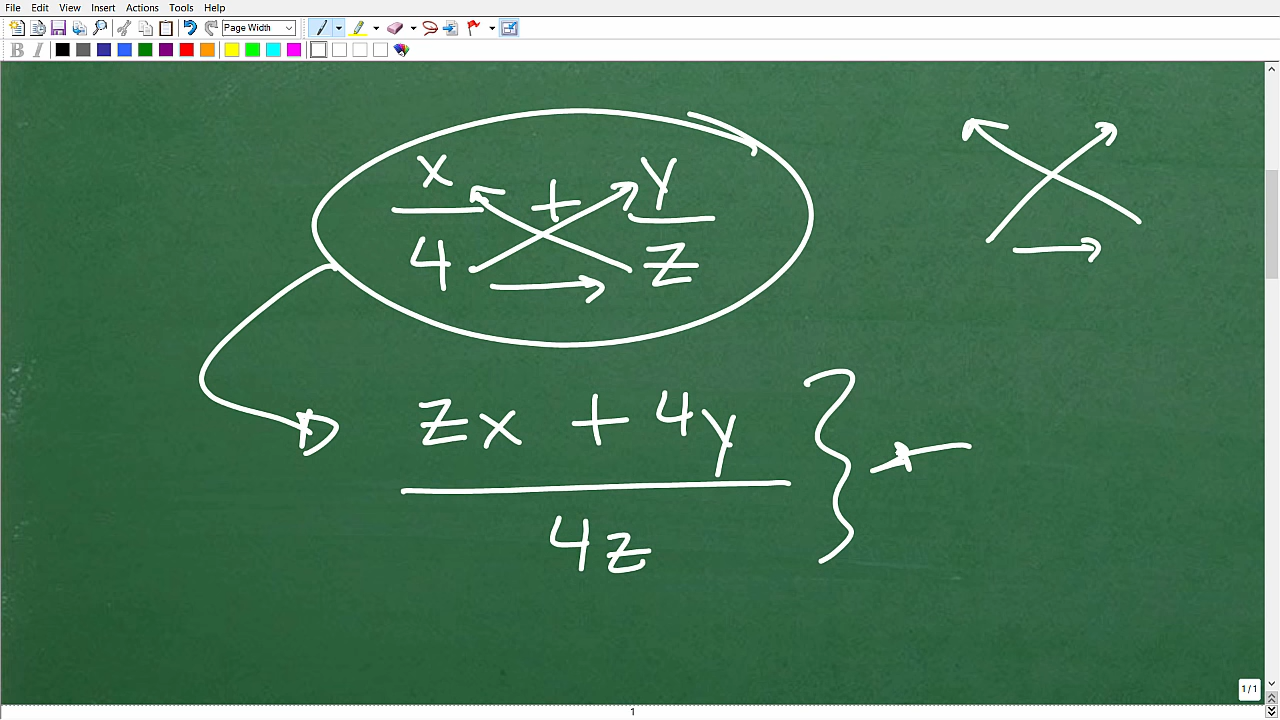 File Edit View Insert Actions Tools Help
Page Width
B I
x + y
4 z
zx + 4y
4z
1/1
1